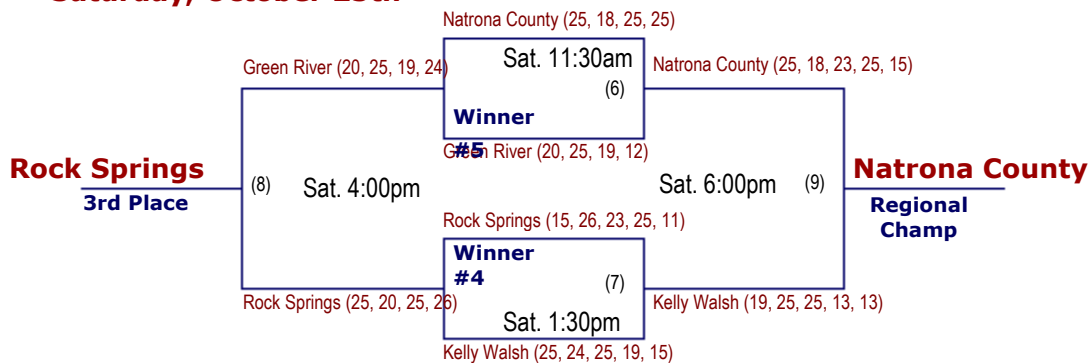 Saturday, October 25th
Natrona County (25, 18, 25, 25)
Sat. 11:30am
Green River (20, 25, 19, 24)
Natrona County (25, 18, 23, 25, 15)
(6)
Winner
#5
Green River (20, 25, 19, 12)
Rock Springs
Natrona County
(8)
Sat. 4:00pm
Sat. 6:00pm
(9)
3rd Place
Regional
Champ
Rock Springs (15, 26, 23, 25, 11)
Winner
#4
(7)
Rock Springs (25, 20, 25, 26)
Kelly Walsh (19, 25, 25, 13, 13)
Sat. 1:30pm
Kelly Walsh (25, 24, 25, 19, 15)